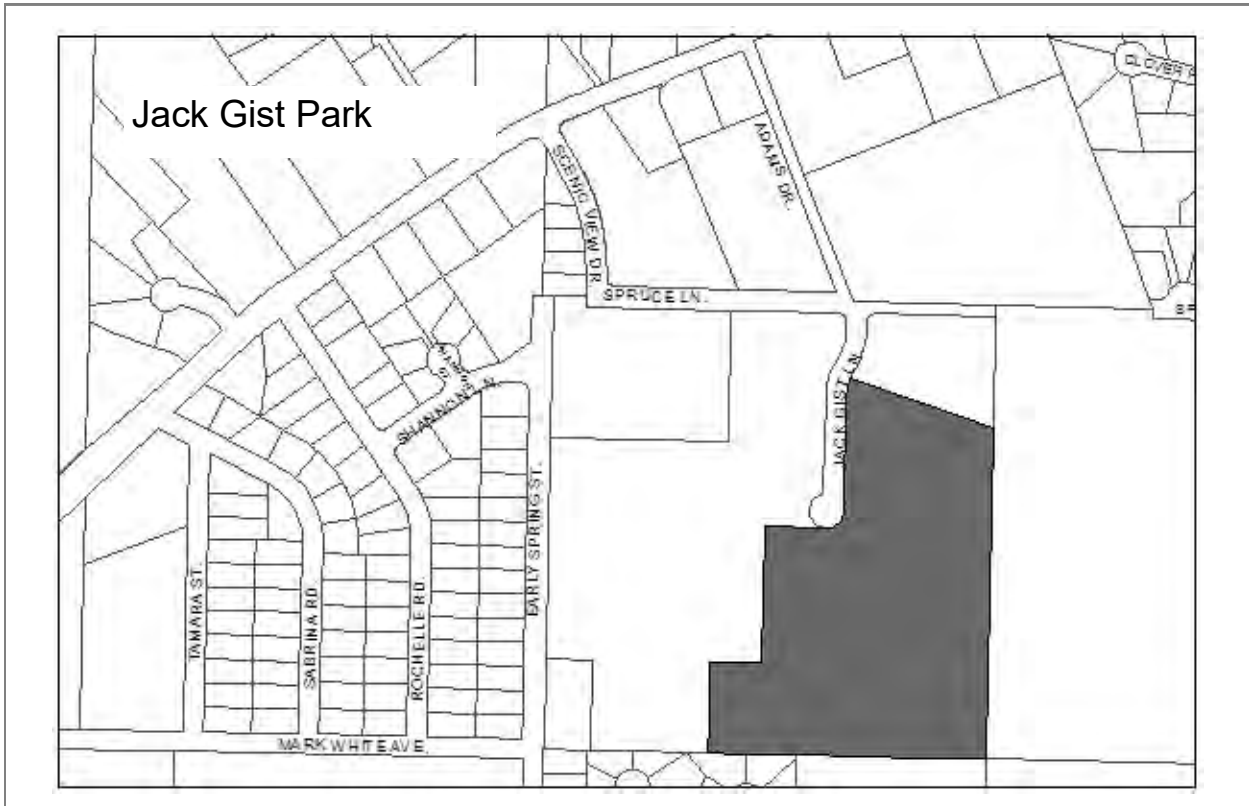 Jack Gist Park
CLOVER
ADAMS DR.
SCENIC VIEW DR
SPRUCE LN.
SHANNON LN.
JACK GIST LN
EARLY SPRING ST.
TAMARA ST.
SABRINA RD.
ROCHELLE RD.
MARK WHITE AVE.